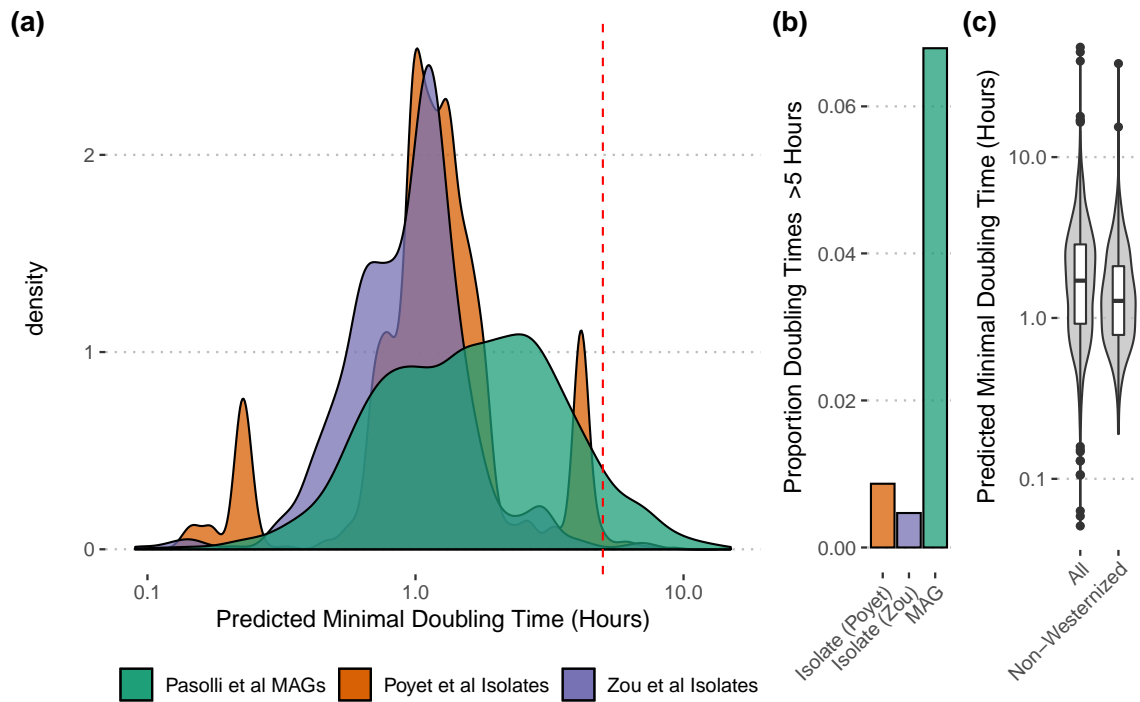 (a)
density
2
1
0
0.1
1.0
10.0
Predicted Minimal Doubling Time (Hours)
Pasolli et al MAGs
Poyet et al Isolates
Zou et al Isolates
(b)
Proportion Doubling Times >5 Hours
0.06
0.04
0.02
0.00
Isolate (Poyet)
Isolate (Zou)
MAG
(c)
Predicted Minimal Doubling Time (Hours)
10.0
1.0
0.1
All
Non−Westernized